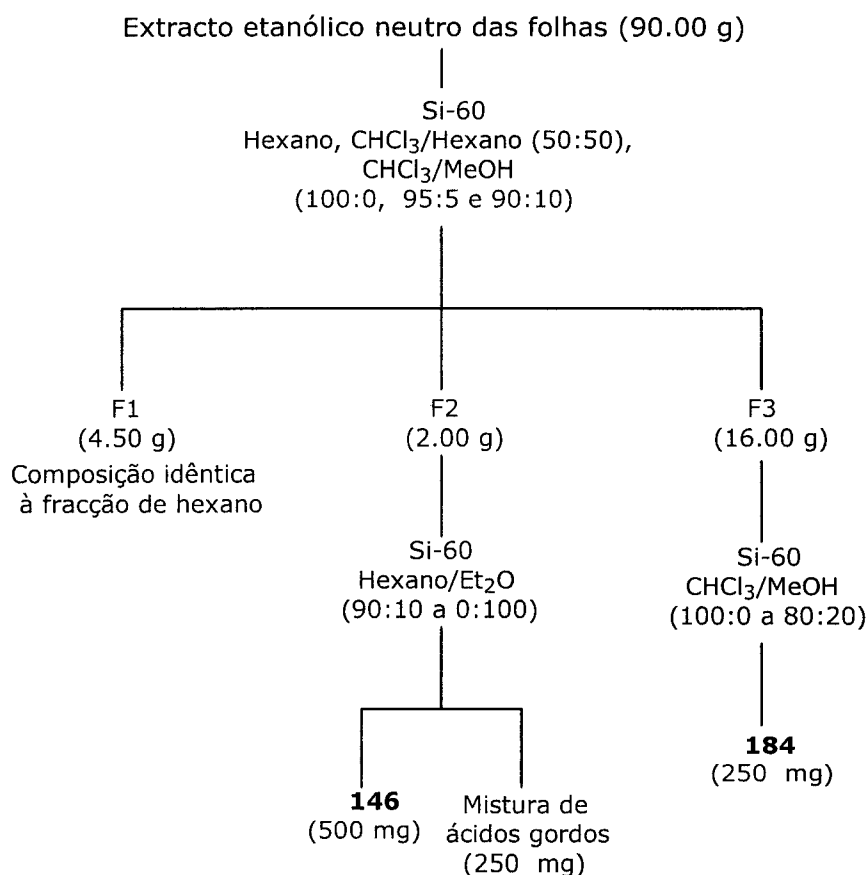 Extracto etanólico neutro das folhas (90.00 g)
Si-60
Hexano, CHCl₃/Hexano (50:50),
CHCl₃/MeOH
(100:0, 95:5 e 90:10)
F1
(4.50 g)
Composição idêntica
à fracção de hexano
F2
(2.00 g)
Si-60
Hexano/Et₂O
(90:10 a 0:100)
146
(500 mg)
Mistura de
ácidos gordos
(250 mg)
F3
(16.00 g)
Si-60
CHCl₃/MeOH
(100:0 a 80:20)
184
(250 mg)